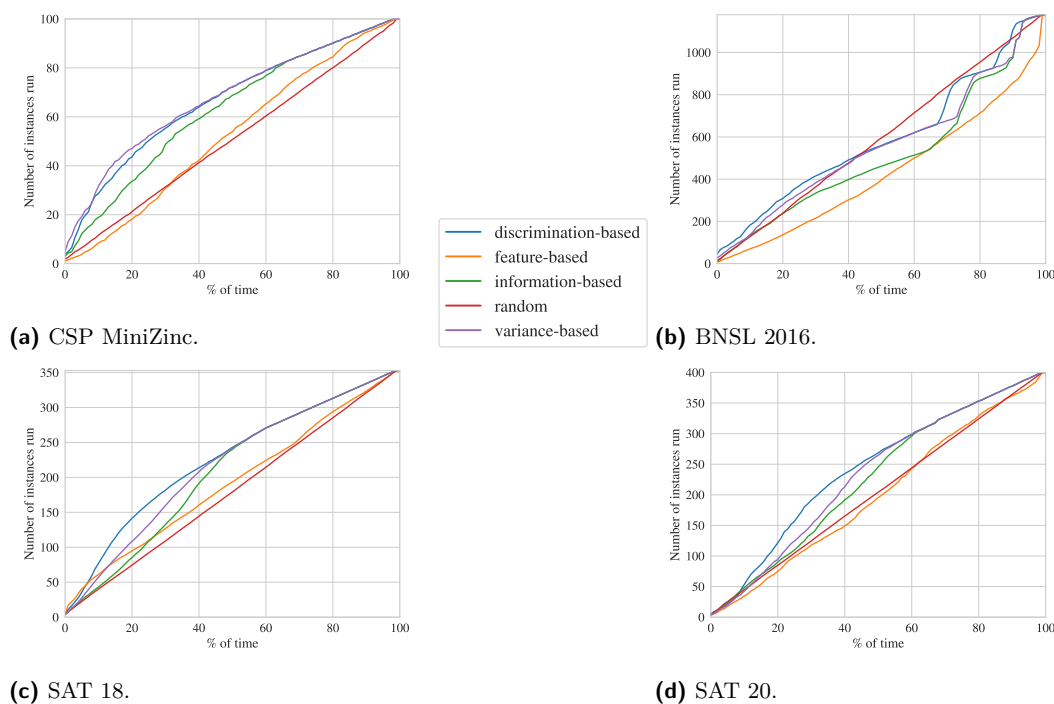 100
80
60
40
20
0
Number of instances run
0 20 40 60 80 100
% of time
(a) CSP MiniZinc.
discrimination-based
feature-based
information-based
random
variance-based
1000
800
600
400
200
0
Number of instances run
0 20 40 60 80 100
% of time
(b) BNSL 2016.
350
300
250
200
150
100
50
0
Number of instances run
0 20 40 60 80 100
% of time
(c) SAT 18.
400
350
300
250
200
150
100
50
0
Number of instances run
0 20 40 60 80 100
% of time
(d) SAT 20.